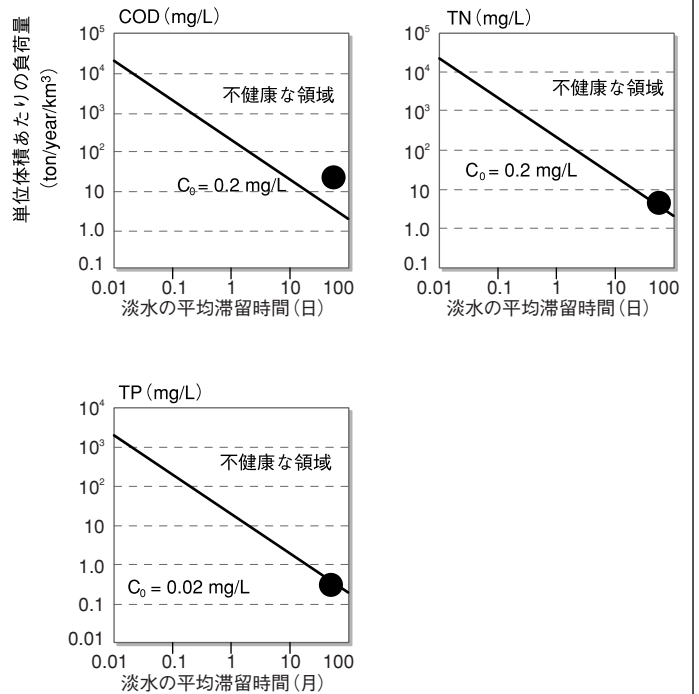 単位体積あたりの負荷量
（ton/year/km³）
COD（mg/L）
10⁵
10⁴
10³
10²
10
1.0
0.1
不健康な領域
C₀= 0.2 mg/L
0.01 0.1 1 10 100
淡水の平均滞留時間（日）
TN（mg/L）
10⁵
10⁴
10³
10²
10
1.0
0.1
不健康な領域
C₀ = 0.2 mg/L
0.01 0.1 1 10 100
淡水の平均滞留時間（日）
TP（mg/L）
10⁴
10³
10²
10
1.0
0.1
0.01
不健康な領域
C₀ = 0.02 mg/L
0.01 0.1 1 10 100
淡水の平均滞留時間（月）